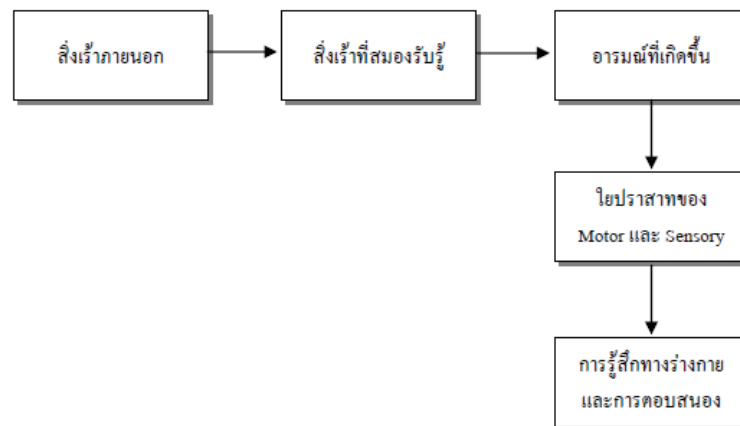 สิ่งเร้าภายนอก
สิ่งเร้าที่สมองรับรู้
อารมณ์ที่เกิดขึ้น
ใยปราสาทของ
Motor และ Sensory
การรู้สึกทางร่างกาย
และการตอบสนอง